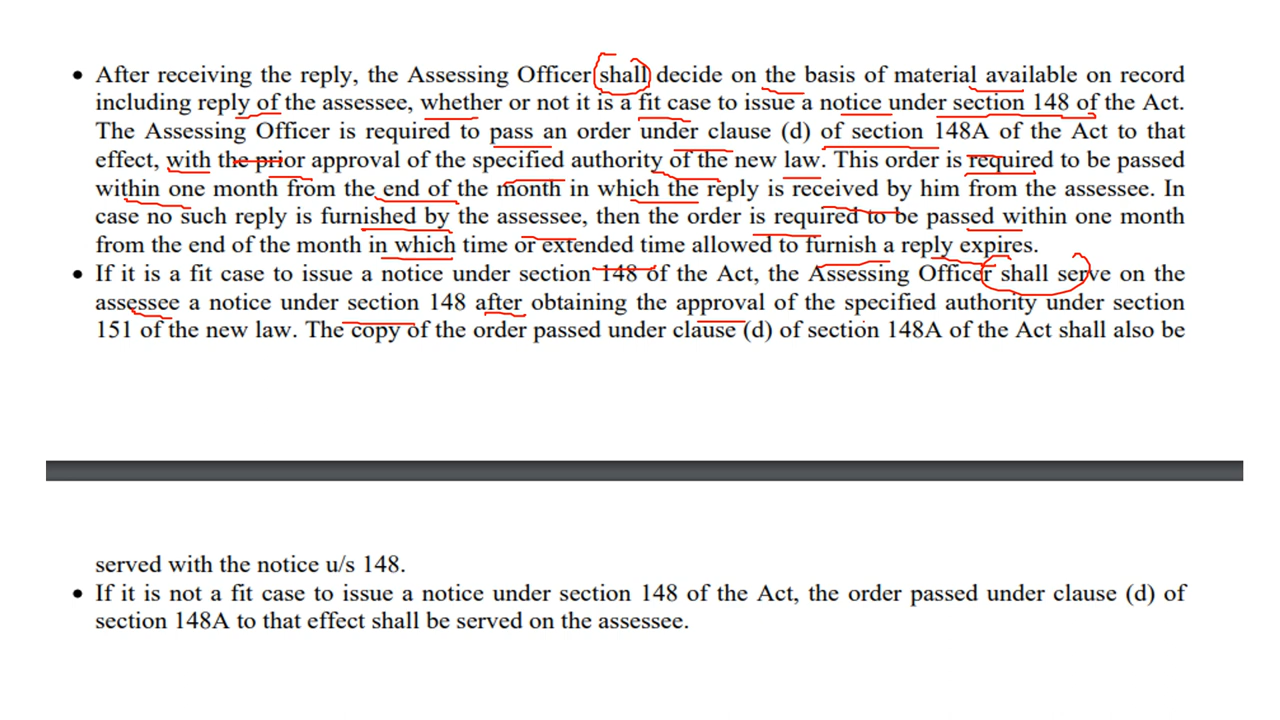 • After receiving the reply, the Assessing Officer shall decide on the basis of material available on record
including reply of the assessee, whether or not it is a fit case to issue a notice under section 148 of the Act.
The Assessing Officer is required to pass an order under clause (d) of section 148A of the Act to that
effect, with the prior approval of the specified authority of the new law. This order is required to be passed
within one month from the end of the month in which the reply is received by him from the assessee. In
case no such reply is furnished by the assessee, then the order is required to be passed within one month
from the end of the month in which time or extended time allowed to furnish a reply expires.
• If it is a fit case to issue a notice under section 148 of the Act, the Assessing Officer shall serve on the
assessee a notice under section 148 after obtaining the approval of the specified authority under section
151 of the new law. The copy of the order passed under clause (d) of section 148A of the Act shall also be
served with the notice u/s 148.
• If it is not a fit case to issue a notice under section 148 of the Act, the order passed under clause (d) of
section 148A to that effect shall be served on the assessee.